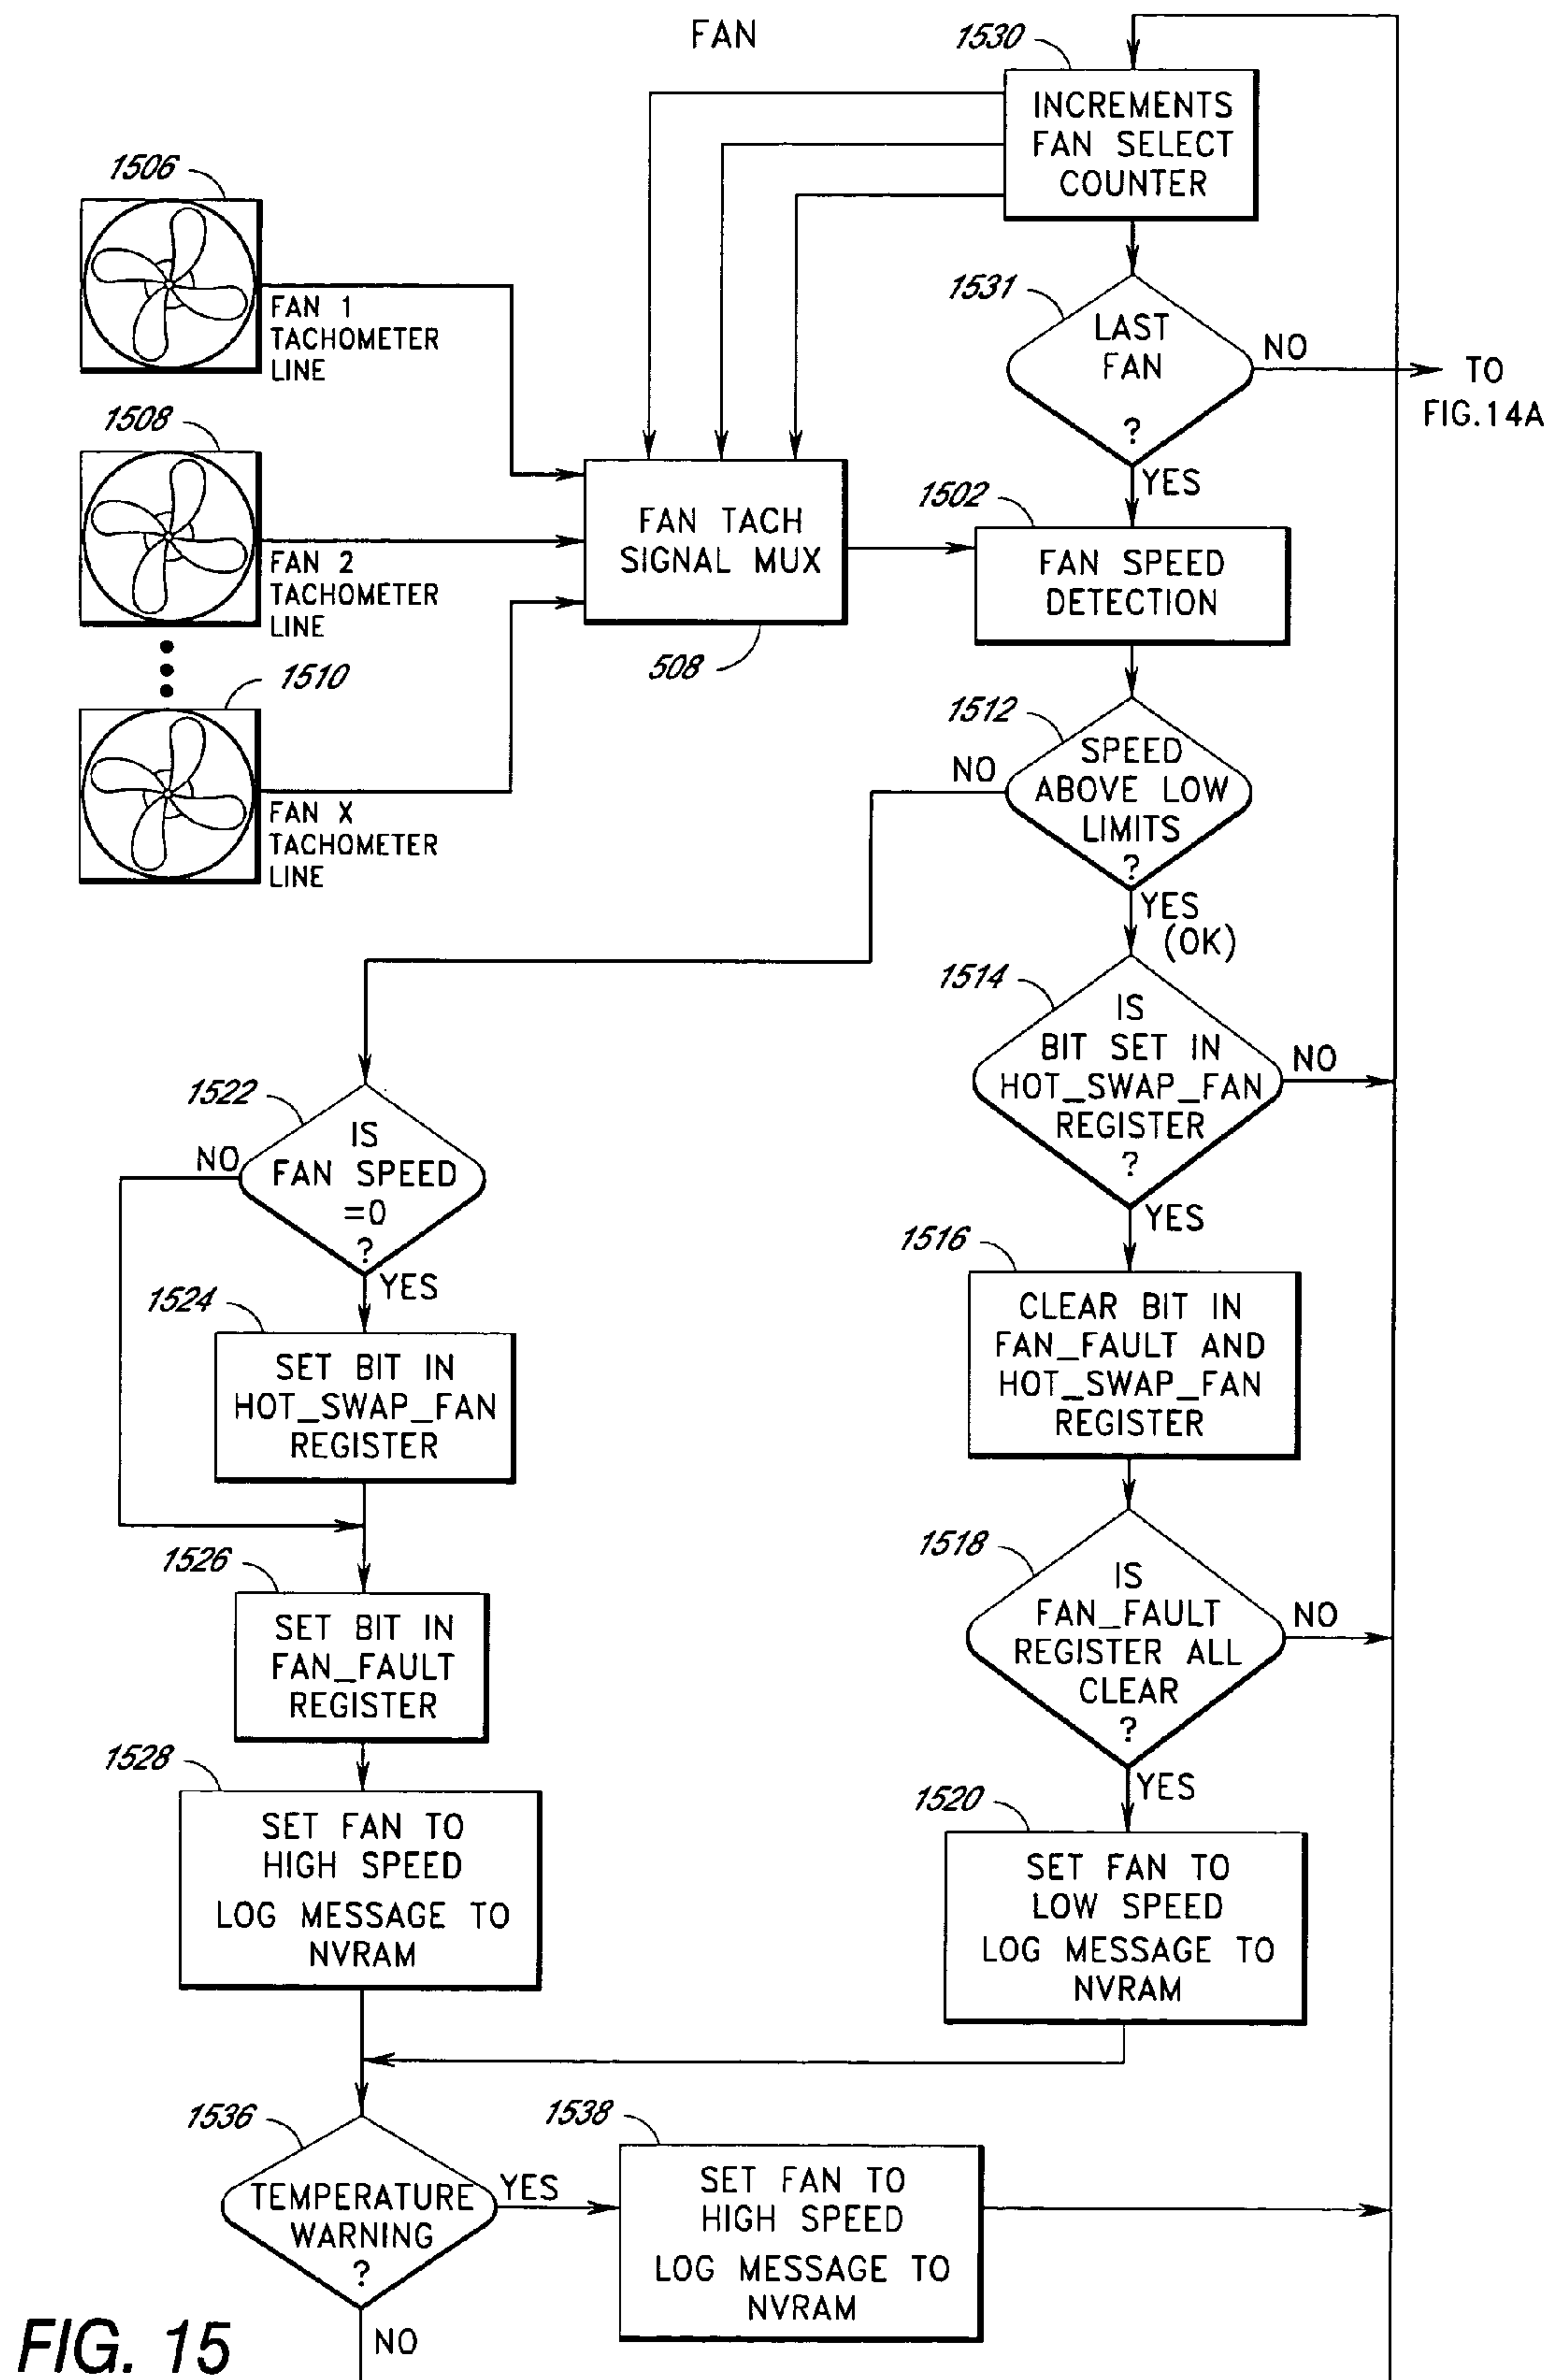 FAN
1530
INCREMENTS
FAN SELECT
COUNTER
1506
FAN 1
TACHOMETER
LINE
1531
LAST
FAN
?
NO
TO
FIG.14A
YES
1508
FAN 2
TACHOMETER
LINE
FAN TACH
SIGNAL MUX
508
1502
FAN SPEED
DETECTION
1510
FAN X
TACHOMETER
LINE
1512
SPEED
ABOVE LOW
LIMITS
?
NO
YES
(OK)
1514
IS
BIT SET IN
HOT_SWAP_FAN
REGISTER
?
NO
YES
1522
IS
FAN SPEED
=0
?
NO
YES
1516
CLEAR BIT IN
FAN_FAULT AND
HOT_SWAP_FAN
REGISTER
1524
SET BIT IN
HOT_SWAP_FAN
REGISTER
1518
IS
FAN_FAULT
REGISTER ALL
CLEAR
?
NO
YES
1526
SET BIT IN
FAN_FAULT
REGISTER
1528
SET FAN TO
HIGH SPEED
LOG MESSAGE TO
NVRAM
1520
SET FAN TO
LOW SPEED
LOG MESSAGE TO
NVRAM
1536
TEMPERATURE
WARNING
?
YES
NO
1538
SET FAN TO
HIGH SPEED
LOG MESSAGE TO
NVRAM
FIG. 15